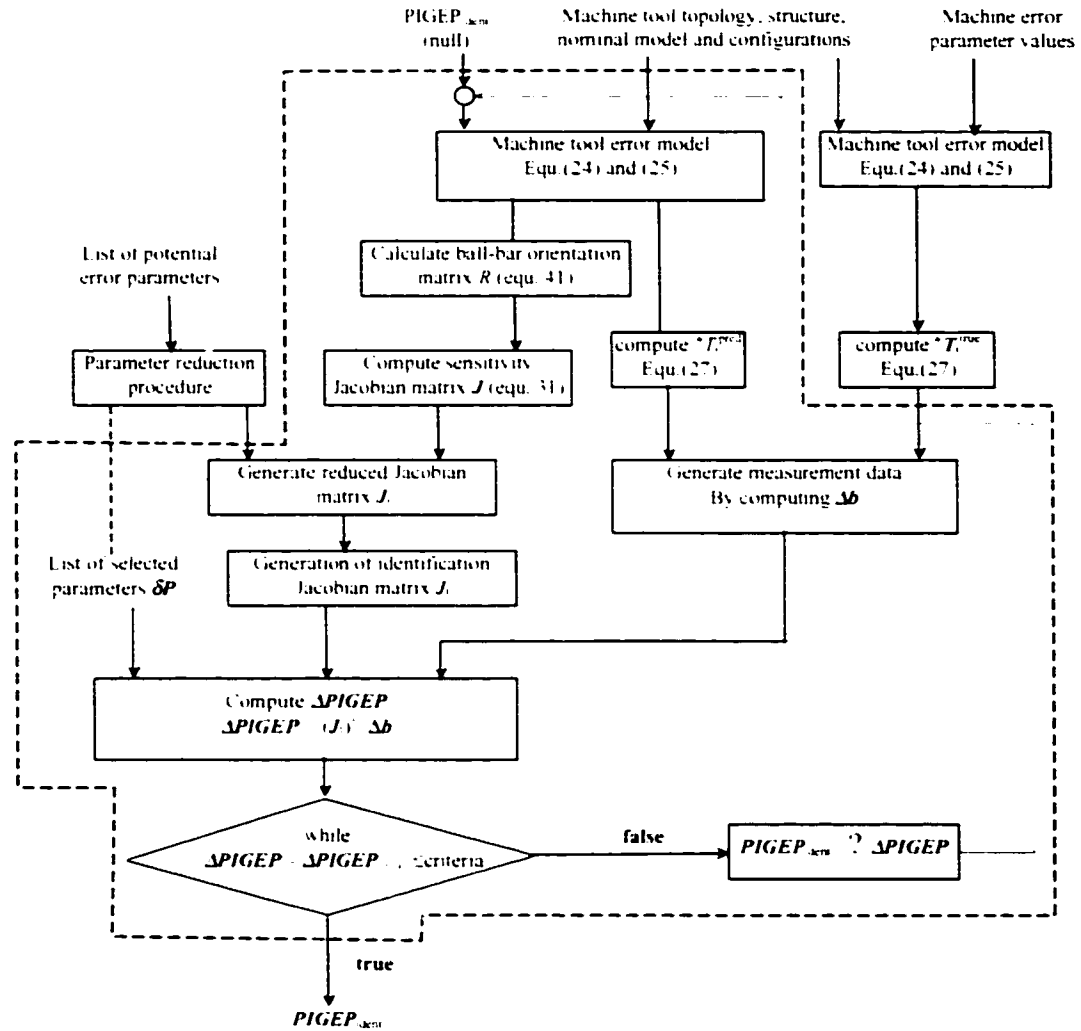 PIGEP ident
(null)
Machine tool topology, structure,
nominal model and configurations
Machine error
parameter values
Machine tool error model
Equ.(24) and (25)
Machine tool error model
Equ.(24) and (25)
List of potential
error parameters
Calculate ball-bar orientation
matrix R (equ. 41)
Parameter reduction
procedure
Compute sensitivity
Jacobian matrix J (equ. 31)
compute
Equ.(27)
compute
Equ.(27)
Generate reduced Jacobian
matrix J
Generate measurement data
By computing Δb
List of selected
parameters δP
Generation of identification
Jacobian matrix J
Compute ΔPIGEP
ΔPIGEP (J) Δb
while
ΔPIGEP - ΔPIGEP criteria
false
PIGEP ident ? ΔPIGEP
true
PIGEP ident